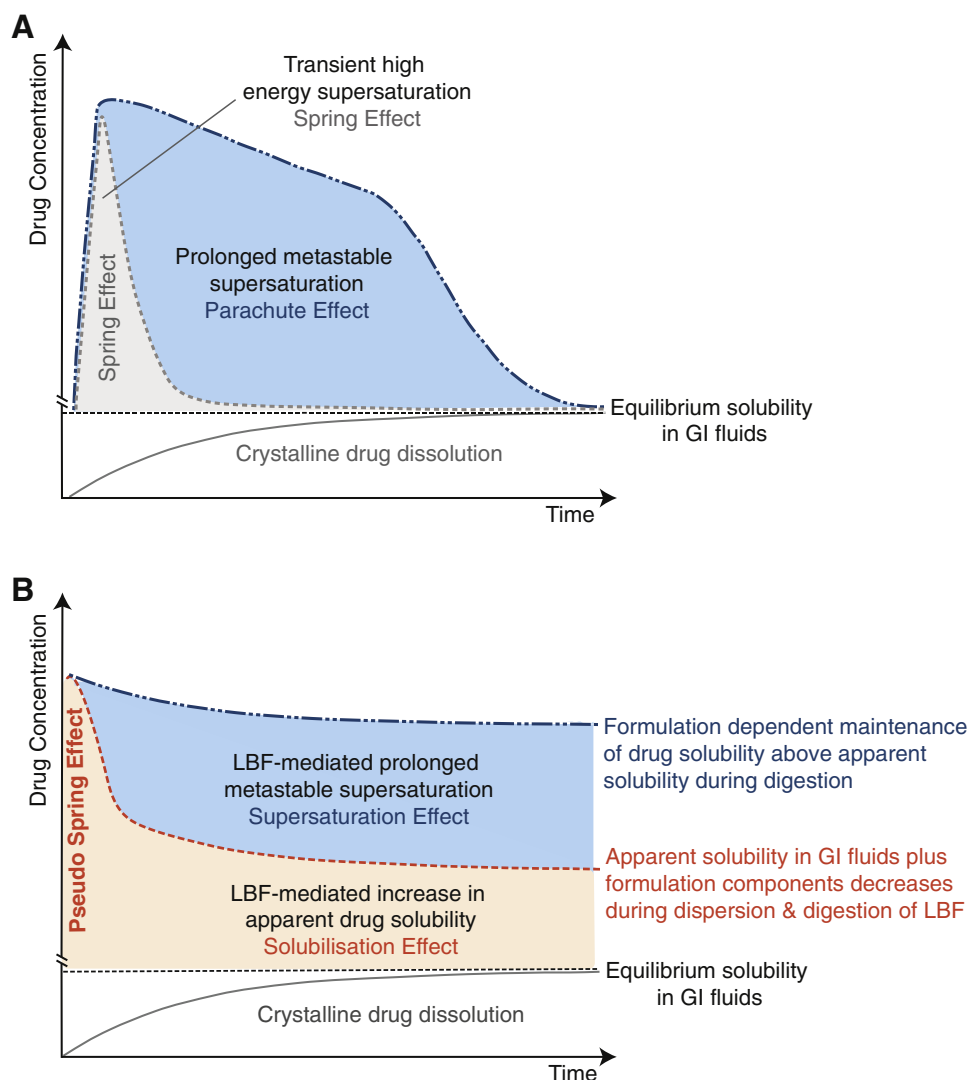 A
Drug Concentration
Transient high
energy supersaturation
Spring Effect
Spring Effect
Prolonged metastable
supersaturation
Parachute Effect
Equilibrium solubility
in GI fluids
Crystalline drug dissolution
Time
B
Drug Concentration
Pseudo Spring Effect
LBF-mediated prolonged
metastable supersaturation
Supersaturation Effect
Formulation dependent maintenance
of drug solubility above apparent
solubility during digestion
LBF-mediated increase in
apparent drug solubility
Solubilisation Effect
Apparent solubility in GI fluids plus
formulation components decreases
during dispersion & digestion of LBF
Equilibrium solubility
in GI fluids
Crystalline drug dissolution
Time